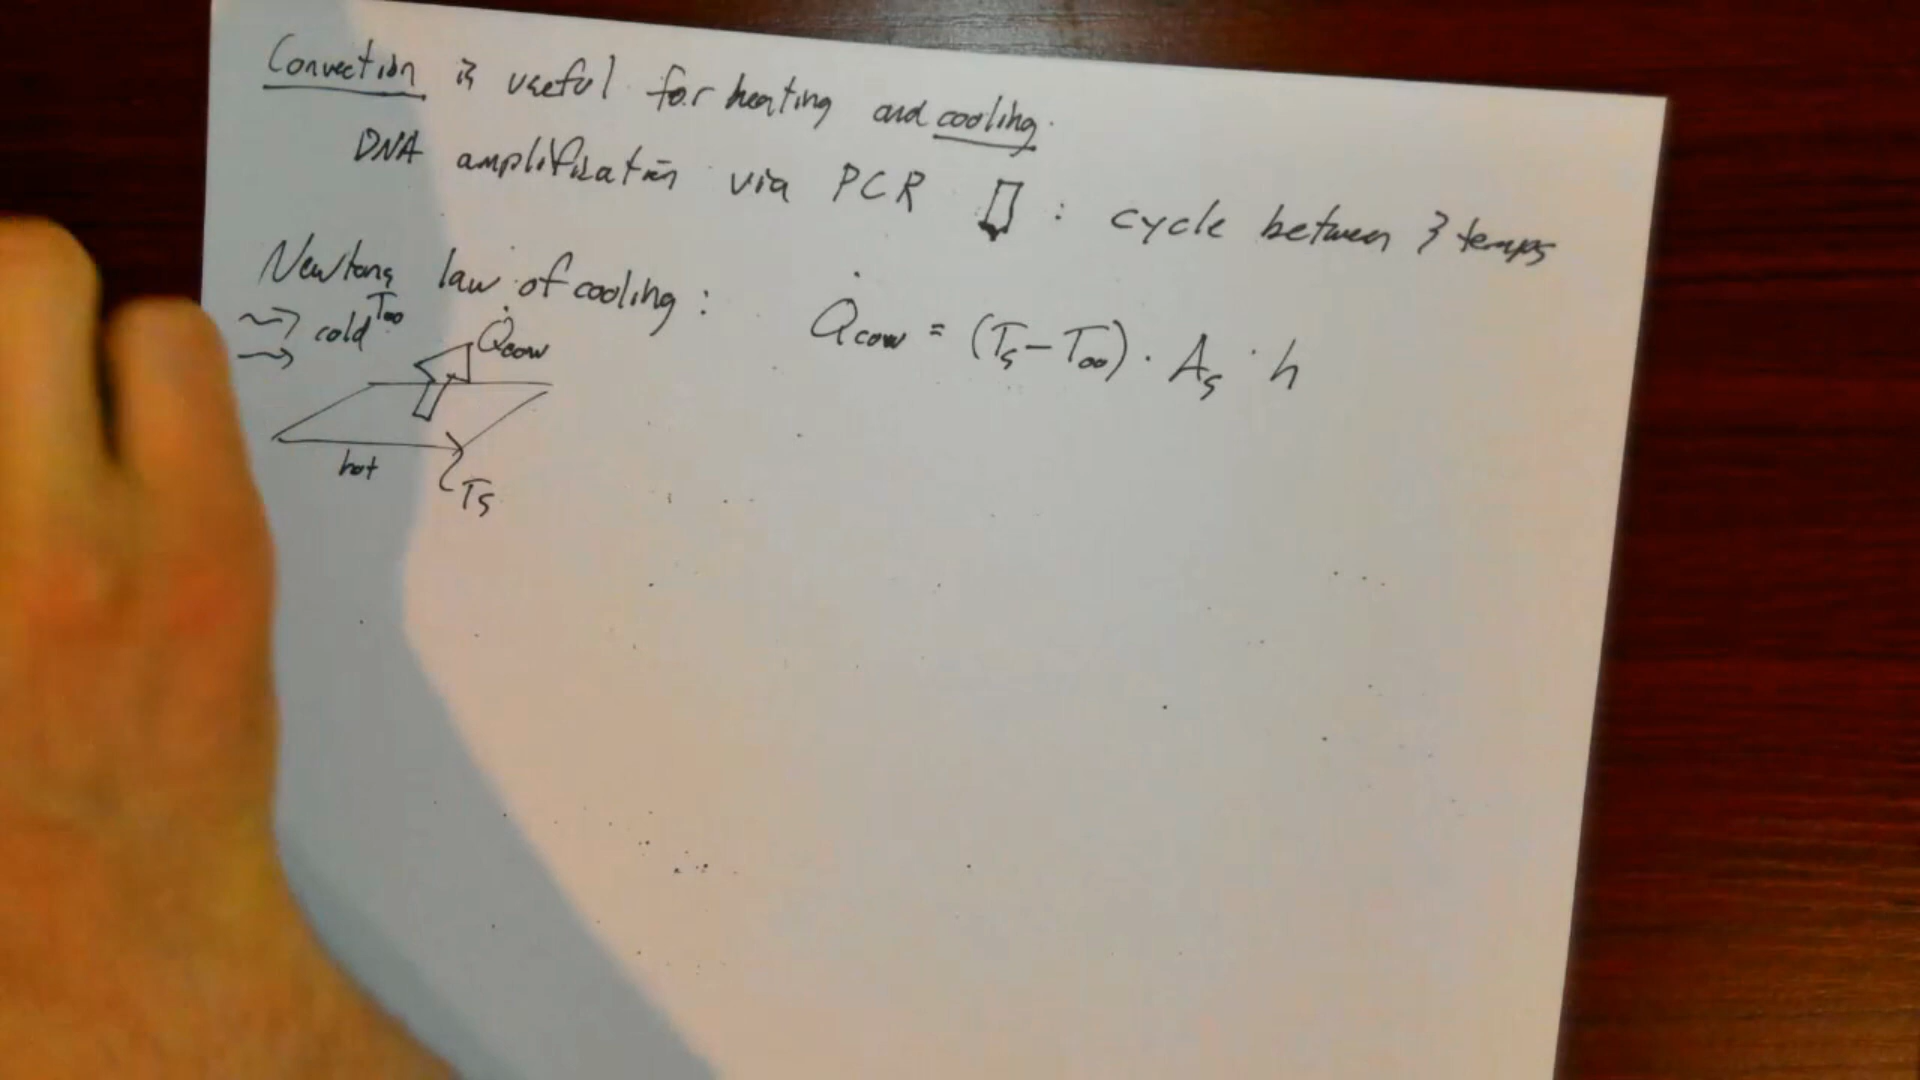 Convection is useful for heating and cooling.
DNA amplification via PCR : cycle between 3 temps
Newtons law of cooling : Q̇conv = (Ts − T∞) · As · h
cold T∞
Q̇conv
hot
Ts